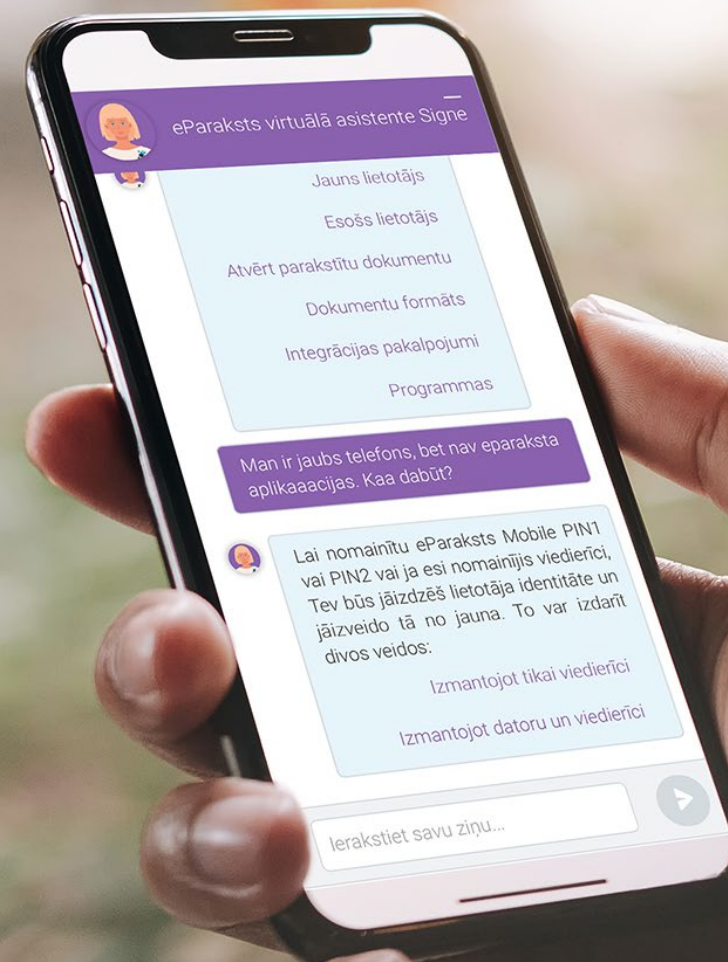 eParaksts virtuālā asistente Signe
Jauns lietotājs
Esošs lietotājs
Atvērt parakstītu dokumentu
Dokumentu formāts
Integrācijas pakalpojumi
Programmas
Man ir jaubs telefons, bet nav eparaksta
aplikaaacijas. Kaa dabūt?
Lai nomainītu eParaksts Mobile PIN1
vai PIN2 vai ja esi nomainījis viedierīci,
Tev būs jāizdzēš lietotāja identitāte un
jāizveido tā no jauna. To var izdarīt
divos veidos:
Izmantojot tikai viedierīci
Izmantojot datoru un viedierīci
Ierakstiet savu ziņu...